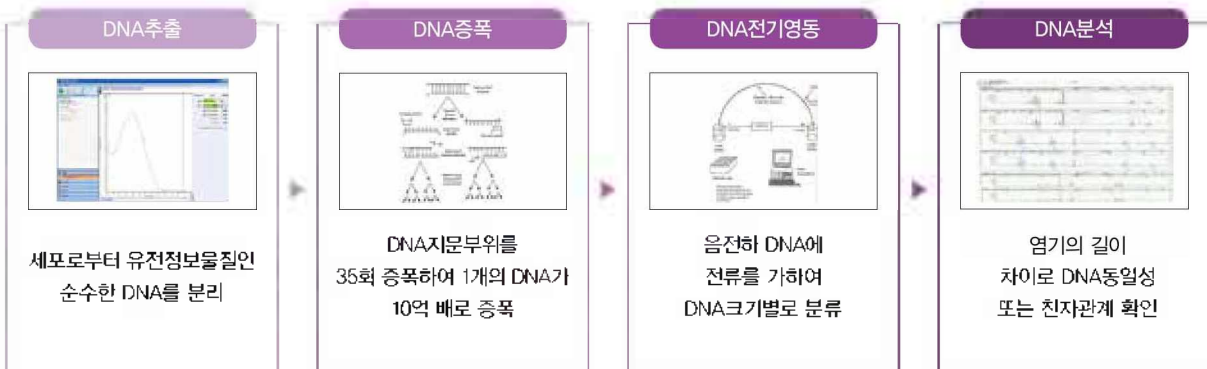 DNA추출
세포로부터 유전정보물질인
순수한 DNA를 분리
DNA증폭
DNA지문부위를
35회 증폭하여 1개의 DNA가
10억 배로 증폭
DNA전기영동
음전하 DNA에
전류를 가하여
DNA크기별로 분류
DNA분석
염기의 길이
차이로 DNA동일성
또는 친자관계 확인